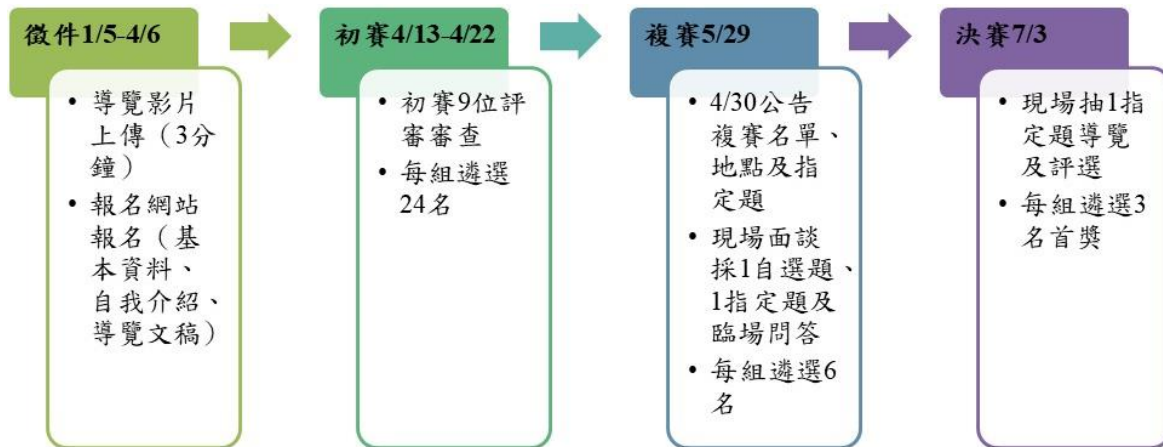 徵件1/5-4/6
• 導覽影片
上傳（3分
鐘）
• 報名網站
報名（基
本資料、
自我介紹、
導覽文稿）
初賽4/13-4/22
• 初賽9位評
審審查
• 每組遴選
24名
複賽5/29
• 4/30公告
複賽名單、
地點及指
定題
• 現場面談
採1自選題、
1指定題及
臨場問答
• 每組遴選6
名
決賽7/3
• 現場抽1指
定題導覽
及評選
• 每組遴選3
名首獎